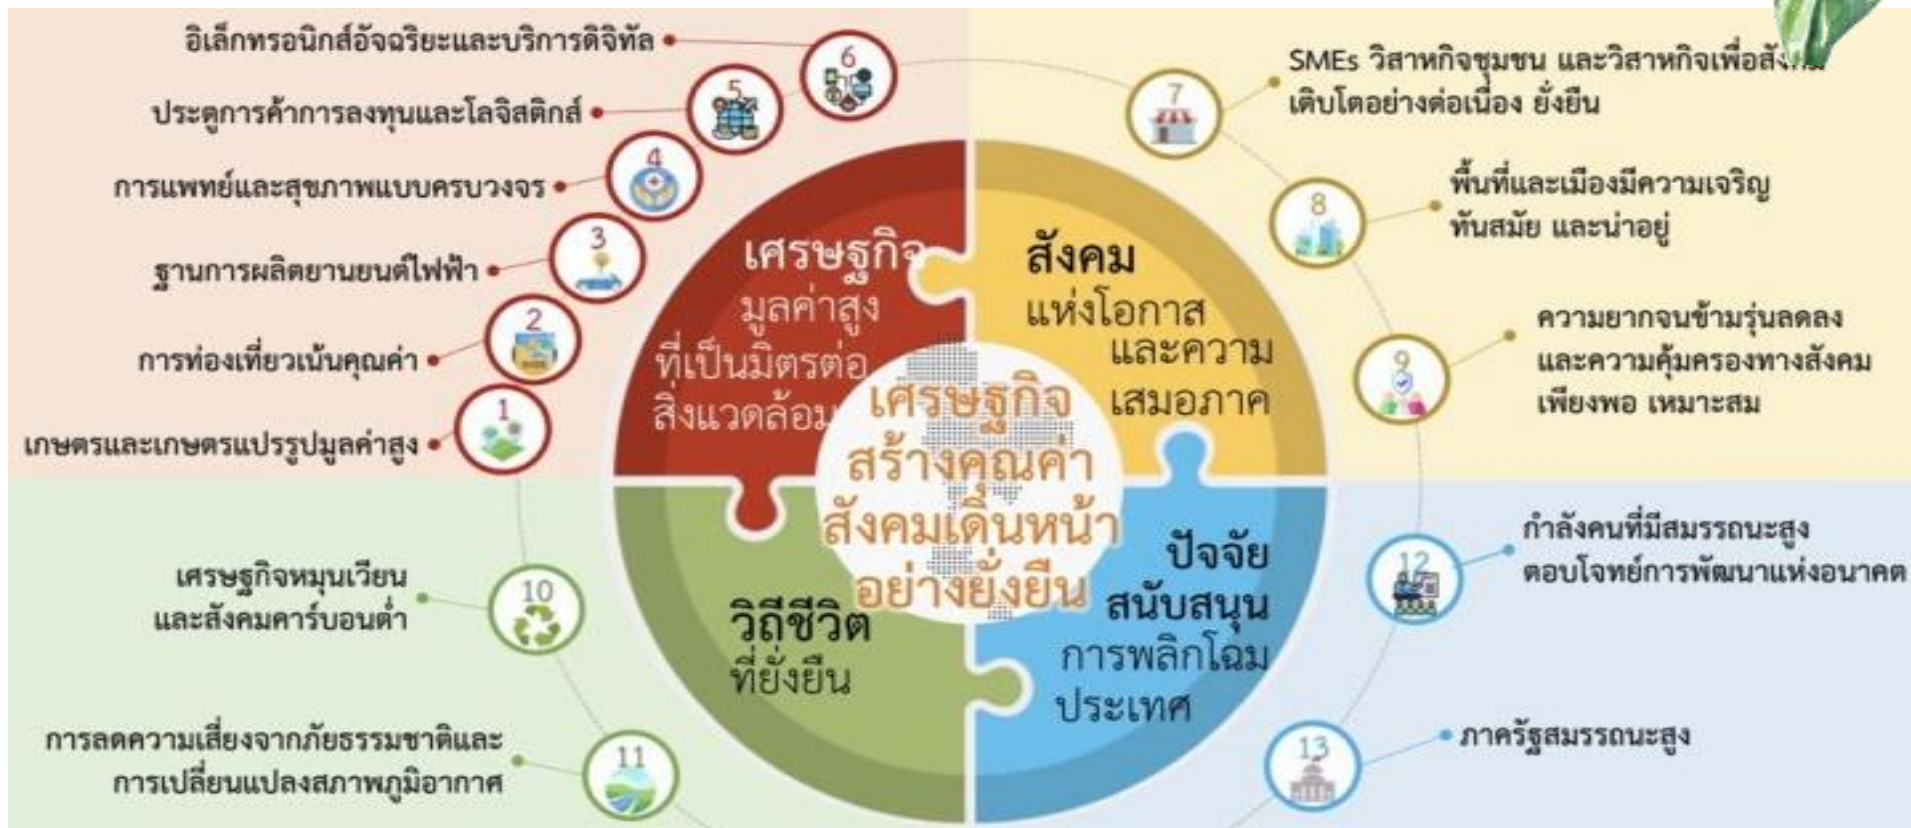 อิเล็กทรอนิกส์อัจฉริยะและบริการดิจิทัล
6
ประตูการค้าการลงทุนและโลจิสติกส์
5
การแพทย์และสุขภาพแบบครบวงจร
4
ฐานการผลิตยานยนต์ไฟฟ้า
3
การท่องเที่ยวเน้นคุณค่า
2
เกษตรและเกษตรแปรรูปมูลค่าสูง
1
7
SMEs วิสาหกิจชุมชน และวิสาหกิจเพื่อสังคม
เติบโตอย่างต่อเนื่อง ยั่งยืน
8
พื้นที่และเมืองมีความเจริญ
ทันสมัย และน่าอยู่
9
ความยากจนข้ามรุ่นลดลง
และความคุ้มครองทางสังคม
เพียงพอ เหมาะสม
เศรษฐกิจ
มูลค่าสูง
ที่เป็นมิตรต่อ
สิ่งแวดล้อม
สังคม
แห่งโอกาส
และความ
เสมอภาค
เศรษฐกิจ
สร้างคุณค่า
สังคมเดินหน้า
อย่างยั่งยืน
วิถีชีวิต
ที่ยั่งยืน
ปัจจัย
สนับสนุน
การพลิกโฉม
ประเทศ
เศรษฐกิจหมุนเวียน
และสังคมคาร์บอนต่ำ
10
การลดความเสี่ยงจากภัยธรรมชาติและ
การเปลี่ยนแปลงสภาพภูมิอากาศ
11
12
กำลังคนที่มีสมรรถนะสูง
ตอบโจทย์การพัฒนาแห่งอนาคต
13
ภาครัฐสมรรถนะสูง